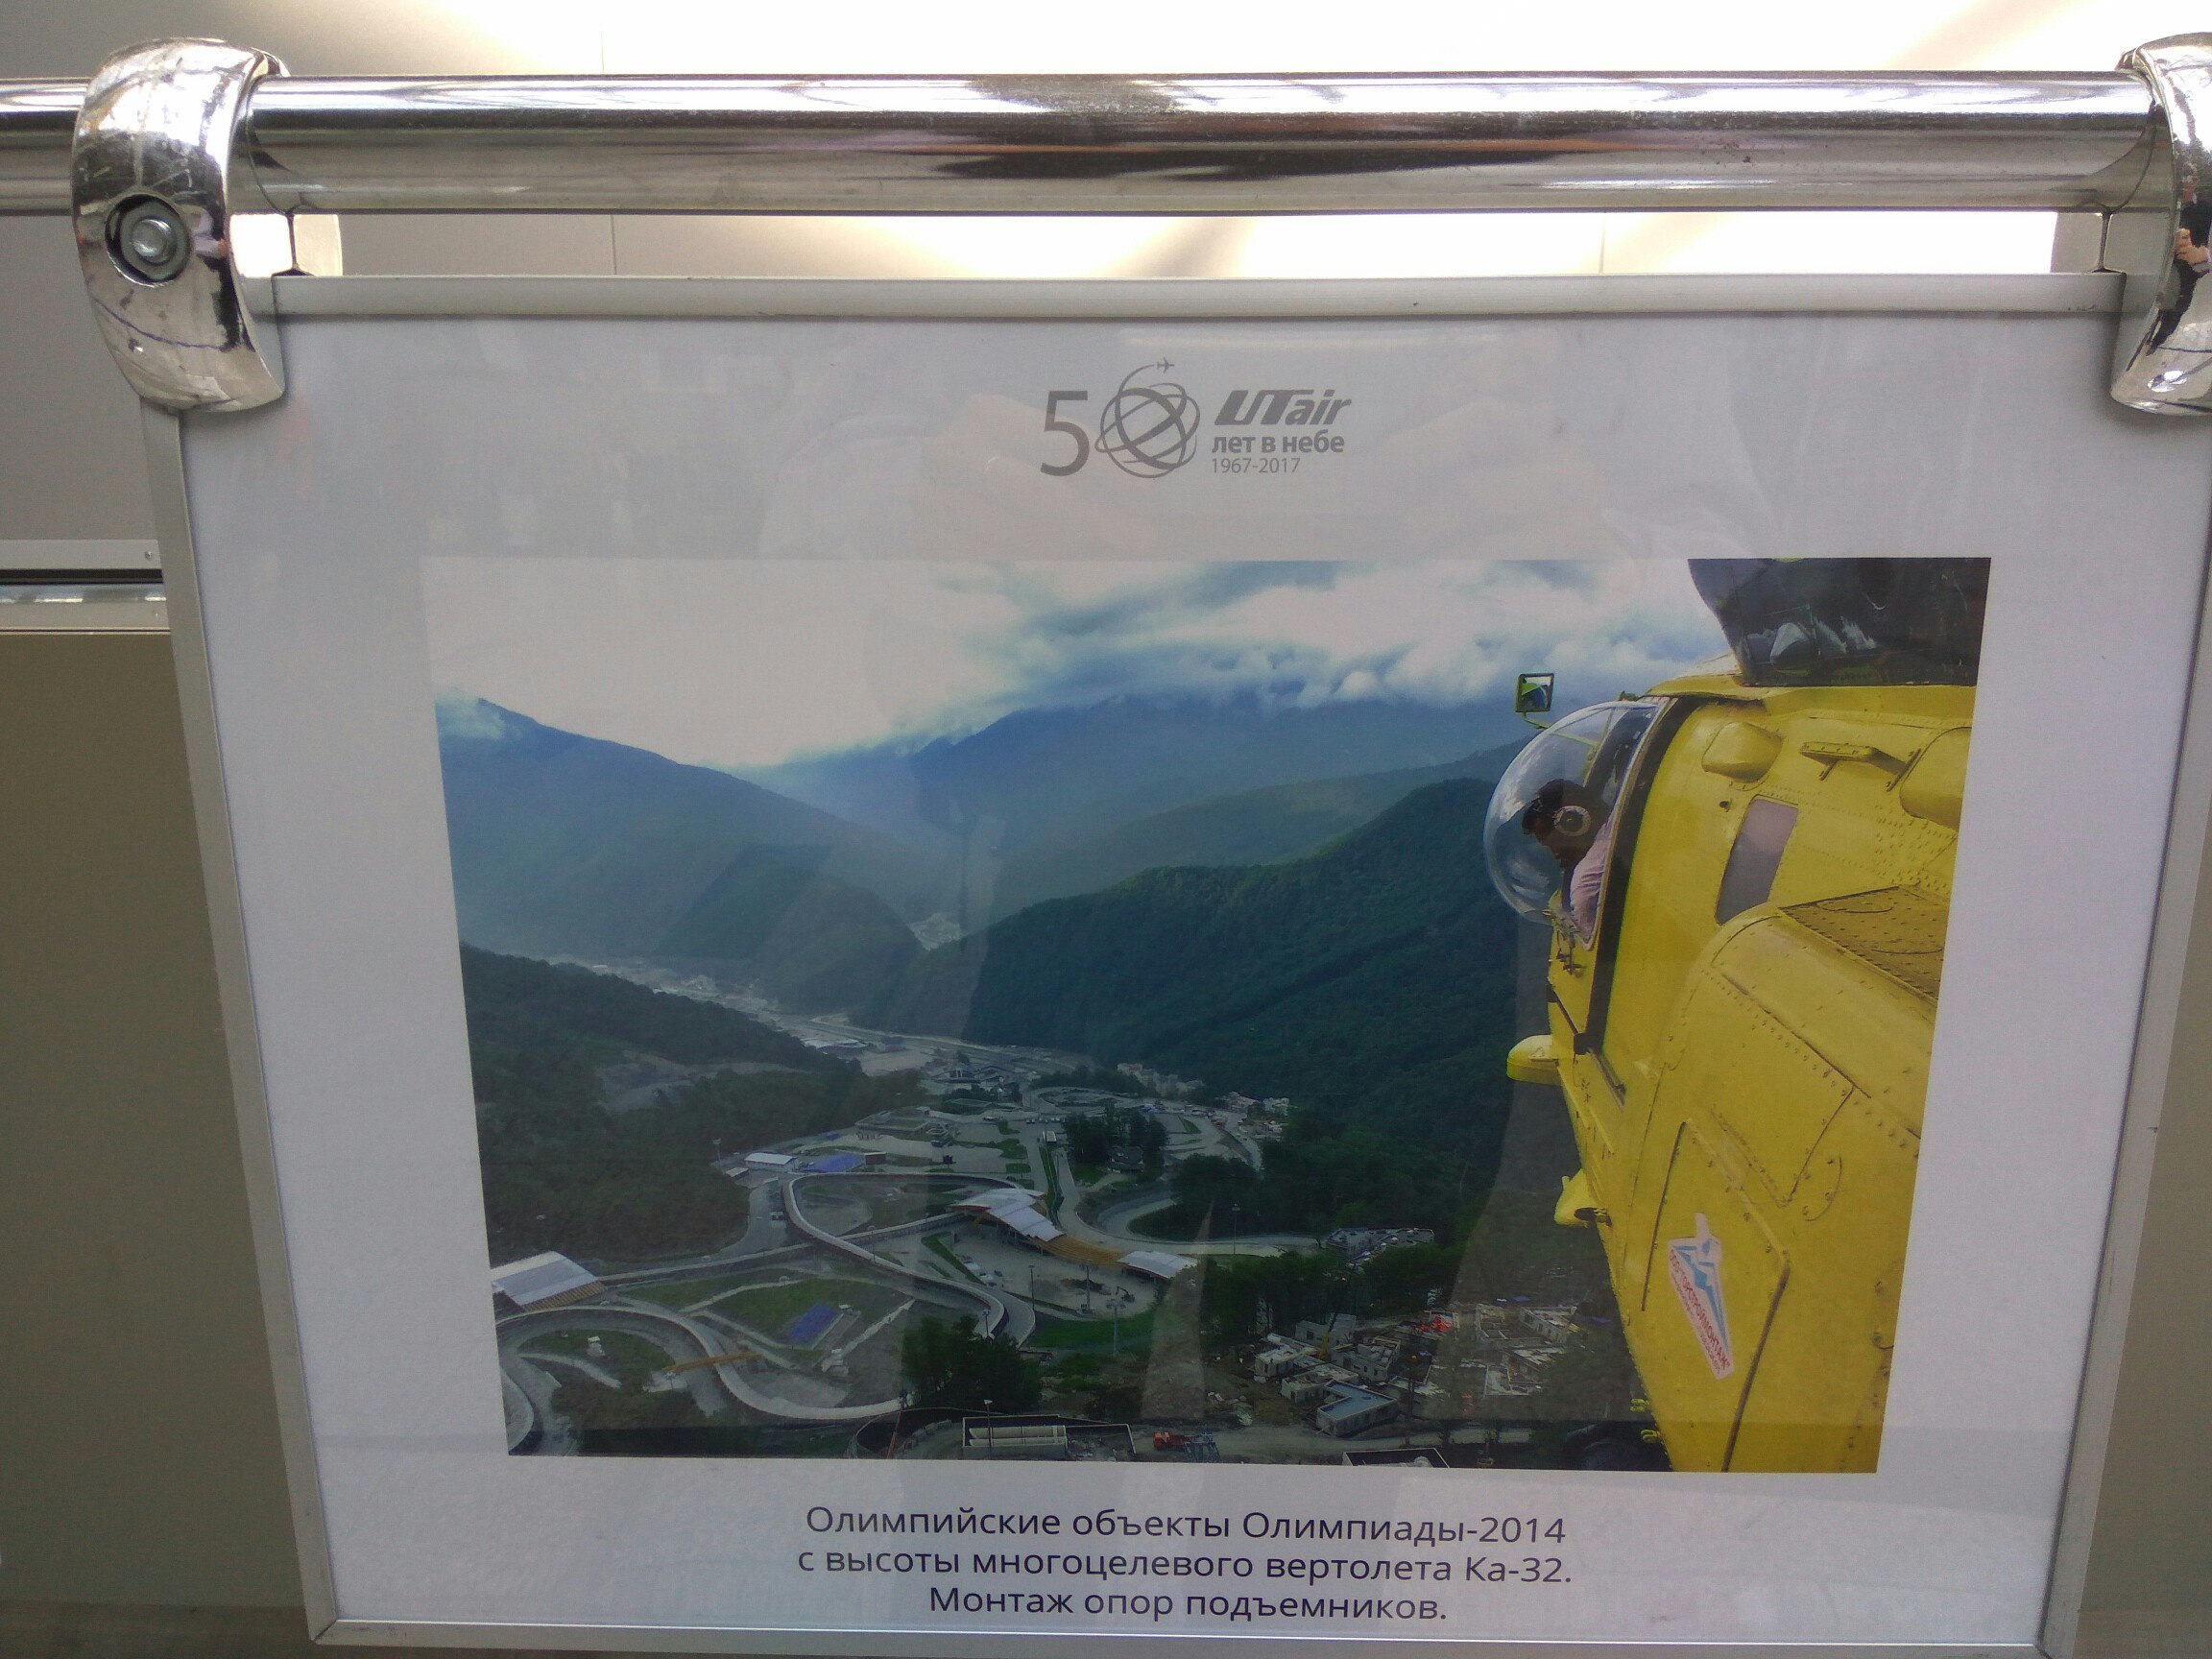 50 UTair
лет в небе
1967-2017
Олимпийские объекты Олимпиады-2014
с высоты многоцелевого вертолета Ка-32.
Монтаж опор подъемников.